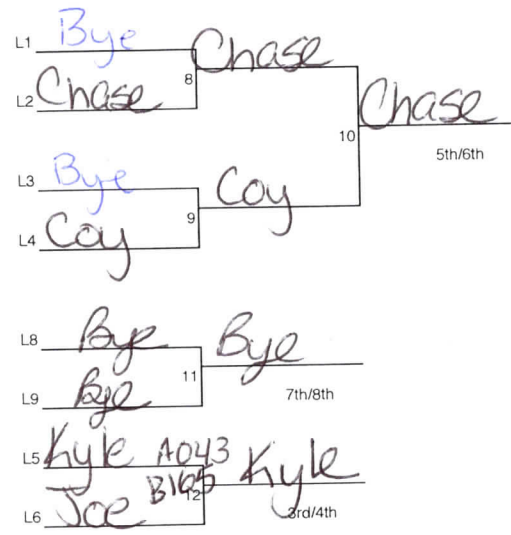 L1 Bye
Chase
8
L2 Chase
Chase
10
5th/6th
L3 Bye
Coy
9
L4 Coy
L8 Bye
Bye
11
L9 Bye
7th/8th
L5 Kyle A043
Kyle
B165
12
3rd/4th
L6 Joe